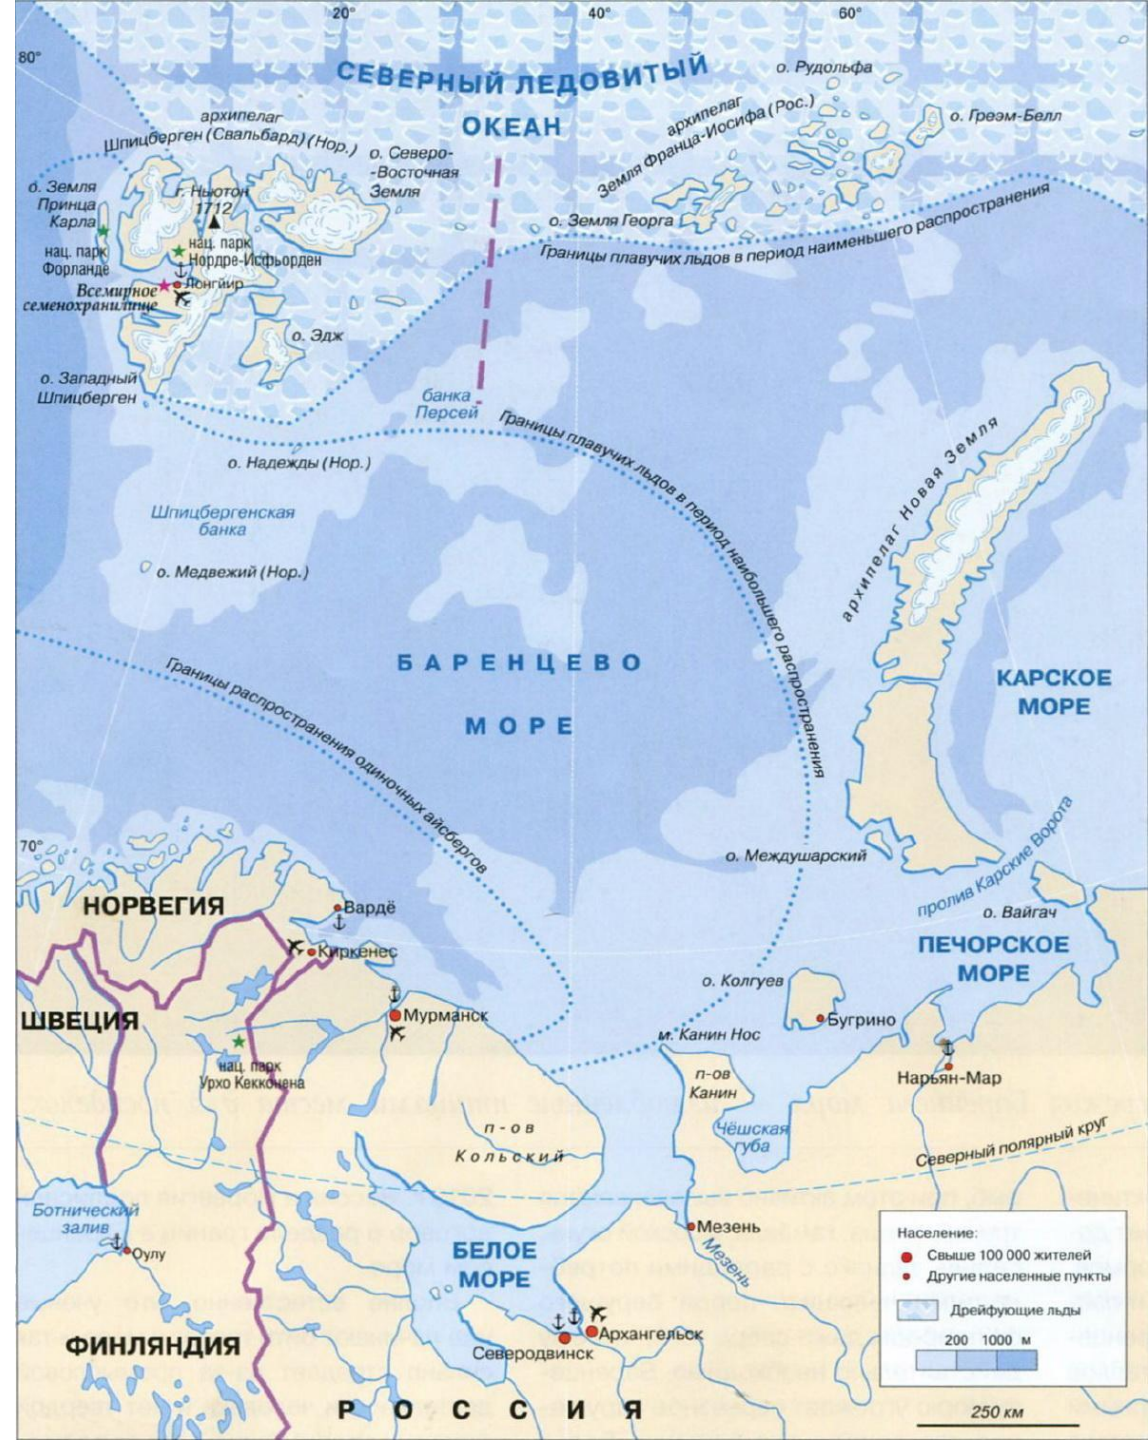 20°
40°
60°
80°
СЕВЕРНЫЙ ЛЕДОВИТЫЙ
ОКЕАН
о. Рудольфа
архипелаг
Земля Франца-Иосифа (Рос.)
о. Греэм-Белл
архипелаг
Шпицберген (Свальбард) (Нор.)
о. Северо-
-Восточная
Земля
о. Земля
Принца
Карла
г. Ньютон
1712
о. Земля Георга
нац. парк
Форланде
нац. парк
Нордре-Исфьорден
Границы плавучих льдов в период наименьшего распространения
Всемирное
семенохранилище
Лонгйир
о. Эдж
о. Западный
Шпицберген
банка
Персей
Границы плавучих льдов в период наибольшего распространения
о. Надежды (Нор.)
архипелаг Новая Земля
Шпицбергенская
банка
о. Медвежий (Нор.)
БАРЕНЦЕВО
МОРЕ
Границы распространения одиночных айсбергов
КАРСКОЕ
МОРЕ
70°
о. Междушарский
пролив Карские Ворота
НОРВЕГИЯ
Вардё
о. Вайгач
Киркенес
ПЕЧОРСКОЕ
МОРЕ
о. Колгуев
ШВЕЦИЯ
Мурманск
Бугрино
м. Канин Нос
нац. парк
Урхо Кекконена
п-ов
Канин
Нарьян-Мар
п-ов
Кольский
Чёшская
губа
Северный полярный круг
Ботнический
залив
Оулу
Мезень
Мезень
БЕЛОЕ
МОРЕ
Архангельск
Северодвинск
ФИНЛЯНДИЯ
РОССИЯ
Население:
Свыше 100 000 жителей
Другие населенные пункты
Дрейфующие льды
200 1000 м
250 км